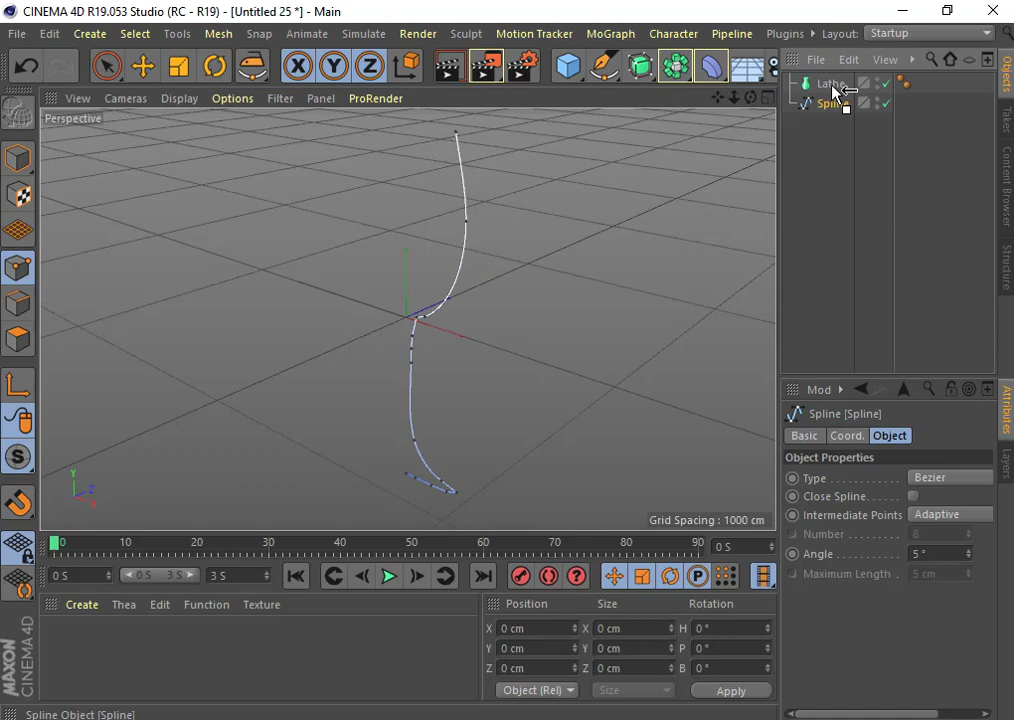 CINEMA 4D R19.053 Studio (RC - R19) - [Untitled 25 *] - Main
File Edit Create Select Tools Mesh Snap Animate Simulate Render Sculpt Motion Tracker MoGraph Character Pipeline Plugins Layout: Startup
X Y Z
File Edit View
View Cameras Display Options Filter Panel ProRender
Perspective
Lathe
Spline
Objects
Takes
Content Browser
Structure
Attributes
Layers
Y
Z
X
Grid Spacing : 1000 cm
0 10 20 30 40 50 60 70 80 90 0 S
0 S 0 S 3 S 3 S
P
S
Create Thea Edit Function Texture
Position Size Rotation
X 0 cm X 0 cm H 0 °
Y 0 cm Y 0 cm P 0 °
Z 0 cm Z 0 cm B 0 °
Object (Rel) Size Apply
Mod
Spline [Spline]
Basic Coord. Object
Object Properties
Type . . . . . . . . . . . Bezier
Close Spline. . . . . .
Intermediate Points Adaptive
Number . . . . . . . . . 8
Angle . . . . . . . . . . . 5 °
Maximum Length . 5 cm
MAXON
CINEMA 4D
Spline Object [Spline]